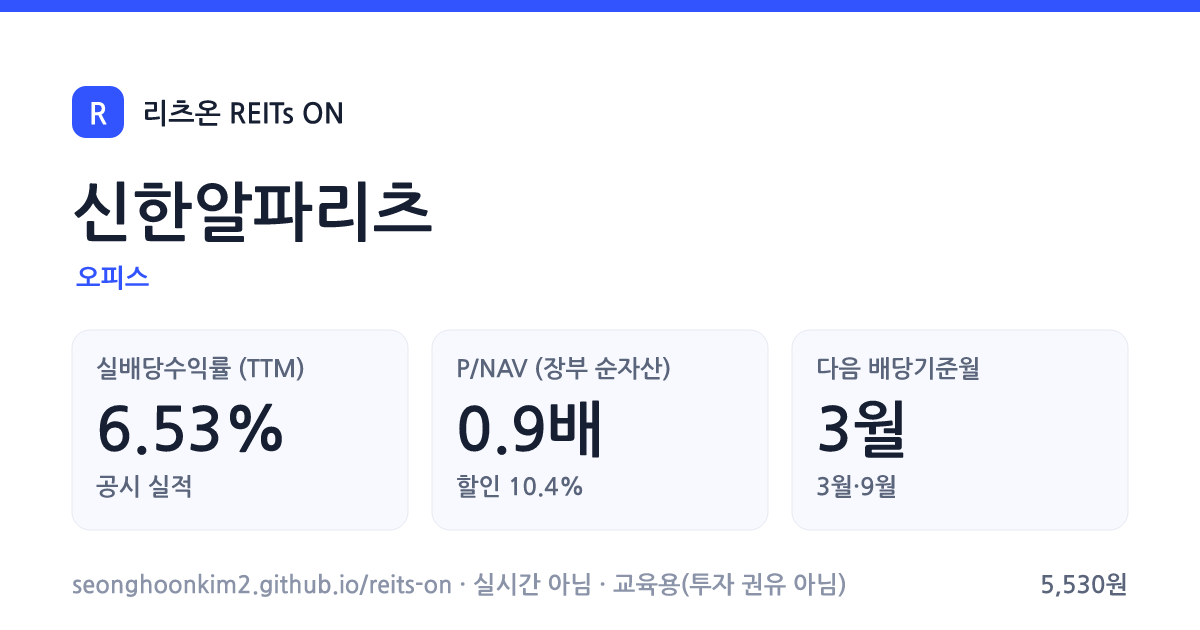 R 리츠온 REITs ON
신한알파리츠
오피스
실배당수익률 (TTM)
6.53%
공시 실적
P/NAV (장부 순자산)
0.9배
할인 10.4%
다음 배당기준월
3월
3월·9월
seonghoonkim2.github.io/reits-on · 실시간 아님 · 교육용(투자 권유 아님)
5,530원